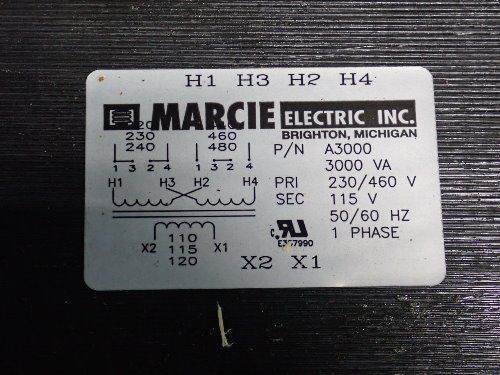 H1 H3 H2 H4
MARCIE ELECTRIC INC.
BRIGHTON, MICHIGAN
230 460
240 480
1 3 2 4 1 3 2 4
H1 H3 H2 H4
X2 X1
110
115
120
P/N A3000
3000 VA
PRI 230/460 V
SEC 115 V
50/60 HZ
1 PHASE
X2 X1